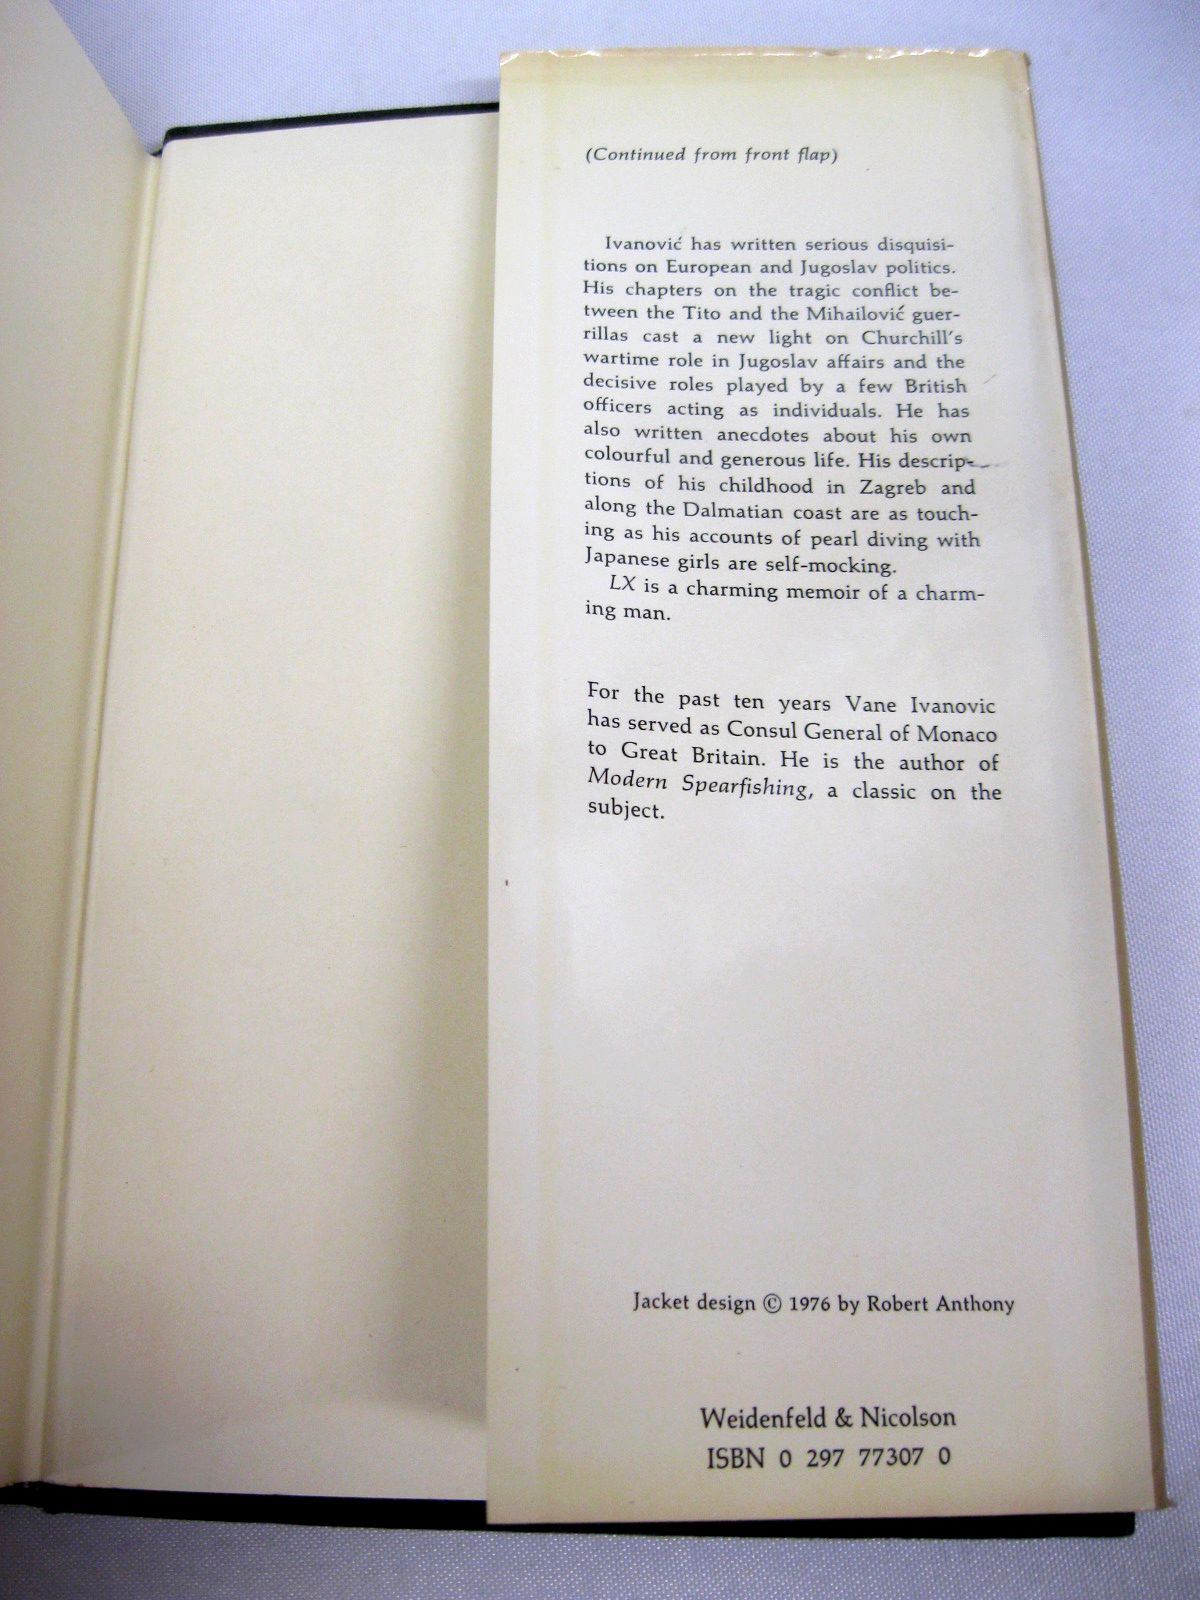 (Continued from front flap)
Ivanović has written serious disquisi-
tions on European and Jugoslav politics.
His chapters on the tragic conflict be-
tween the Tito and the Mihailović guer-
rillas cast a new light on Churchill's
wartime role in Jugoslav affairs and the
decisive roles played by a few British
officers acting as individuals. He has
also written anecdotes about his own
colourful and generous life. His descrip-
tions of his childhood in Zagreb and
along the Dalmatian coast are as touch-
ing as his accounts of pearl diving with
Japanese girls are self-mocking.
LX is a charming memoir of a charm-
ing man.
For the past ten years Vane Ivanovic
has served as Consul General of Monaco
to Great Britain. He is the author of
Modern Spearfishing, a classic on the
subject.
Jacket design © 1976 by Robert Anthony
Weidenfeld & Nicolson
ISBN 0 297 77307 0